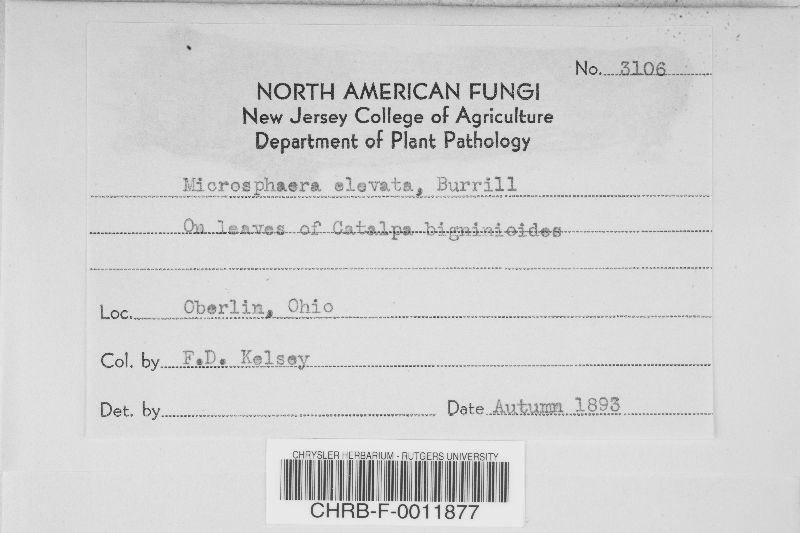 No. 3106
NORTH AMERICAN FUNGI
New Jersey College of Agriculture
Department of Plant Pathology
Microsphaera elevata, Burrill
On leaves of Catalpa bigninioides
Loc. Oberlin, Ohio
Col. by F.D. Kelsey
Det. by Date Autumn 1893
CHRYSLER HERBARIUM - RUTGERS UNIVERSITY
CHRB-F-0011877